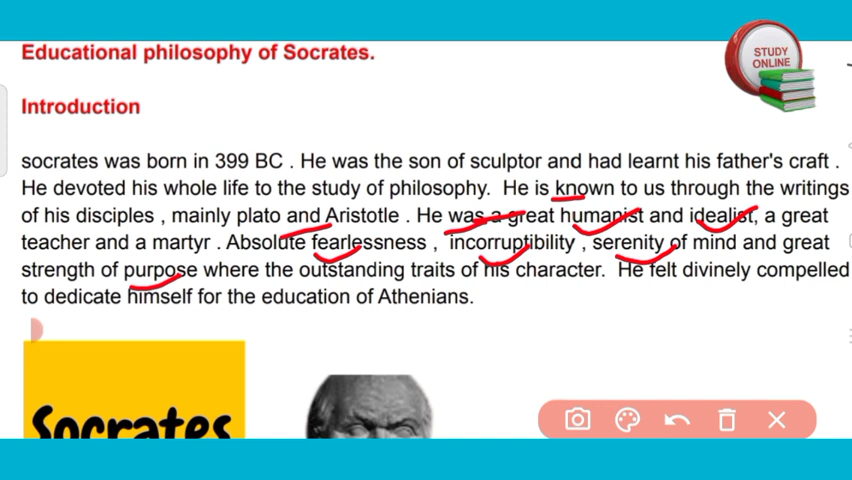 Educational philosophy of Socrates.
STUDY
ONLINE
Introduction
socrates was born in 399 BC . He was the son of sculptor and had learnt his father's craft .
He devoted his whole life to the study of philosophy. He is known to us through the writings
of his disciples , mainly plato and Aristotle . He was a great humanist and idealist, a great
teacher and a martyr . Absolute fearlessness , incorruptibility , serenity of mind and great
strength of purpose where the outstanding traits of his character. He felt divinely compelled
to dedicate himself for the education of Athenians.
Socrates